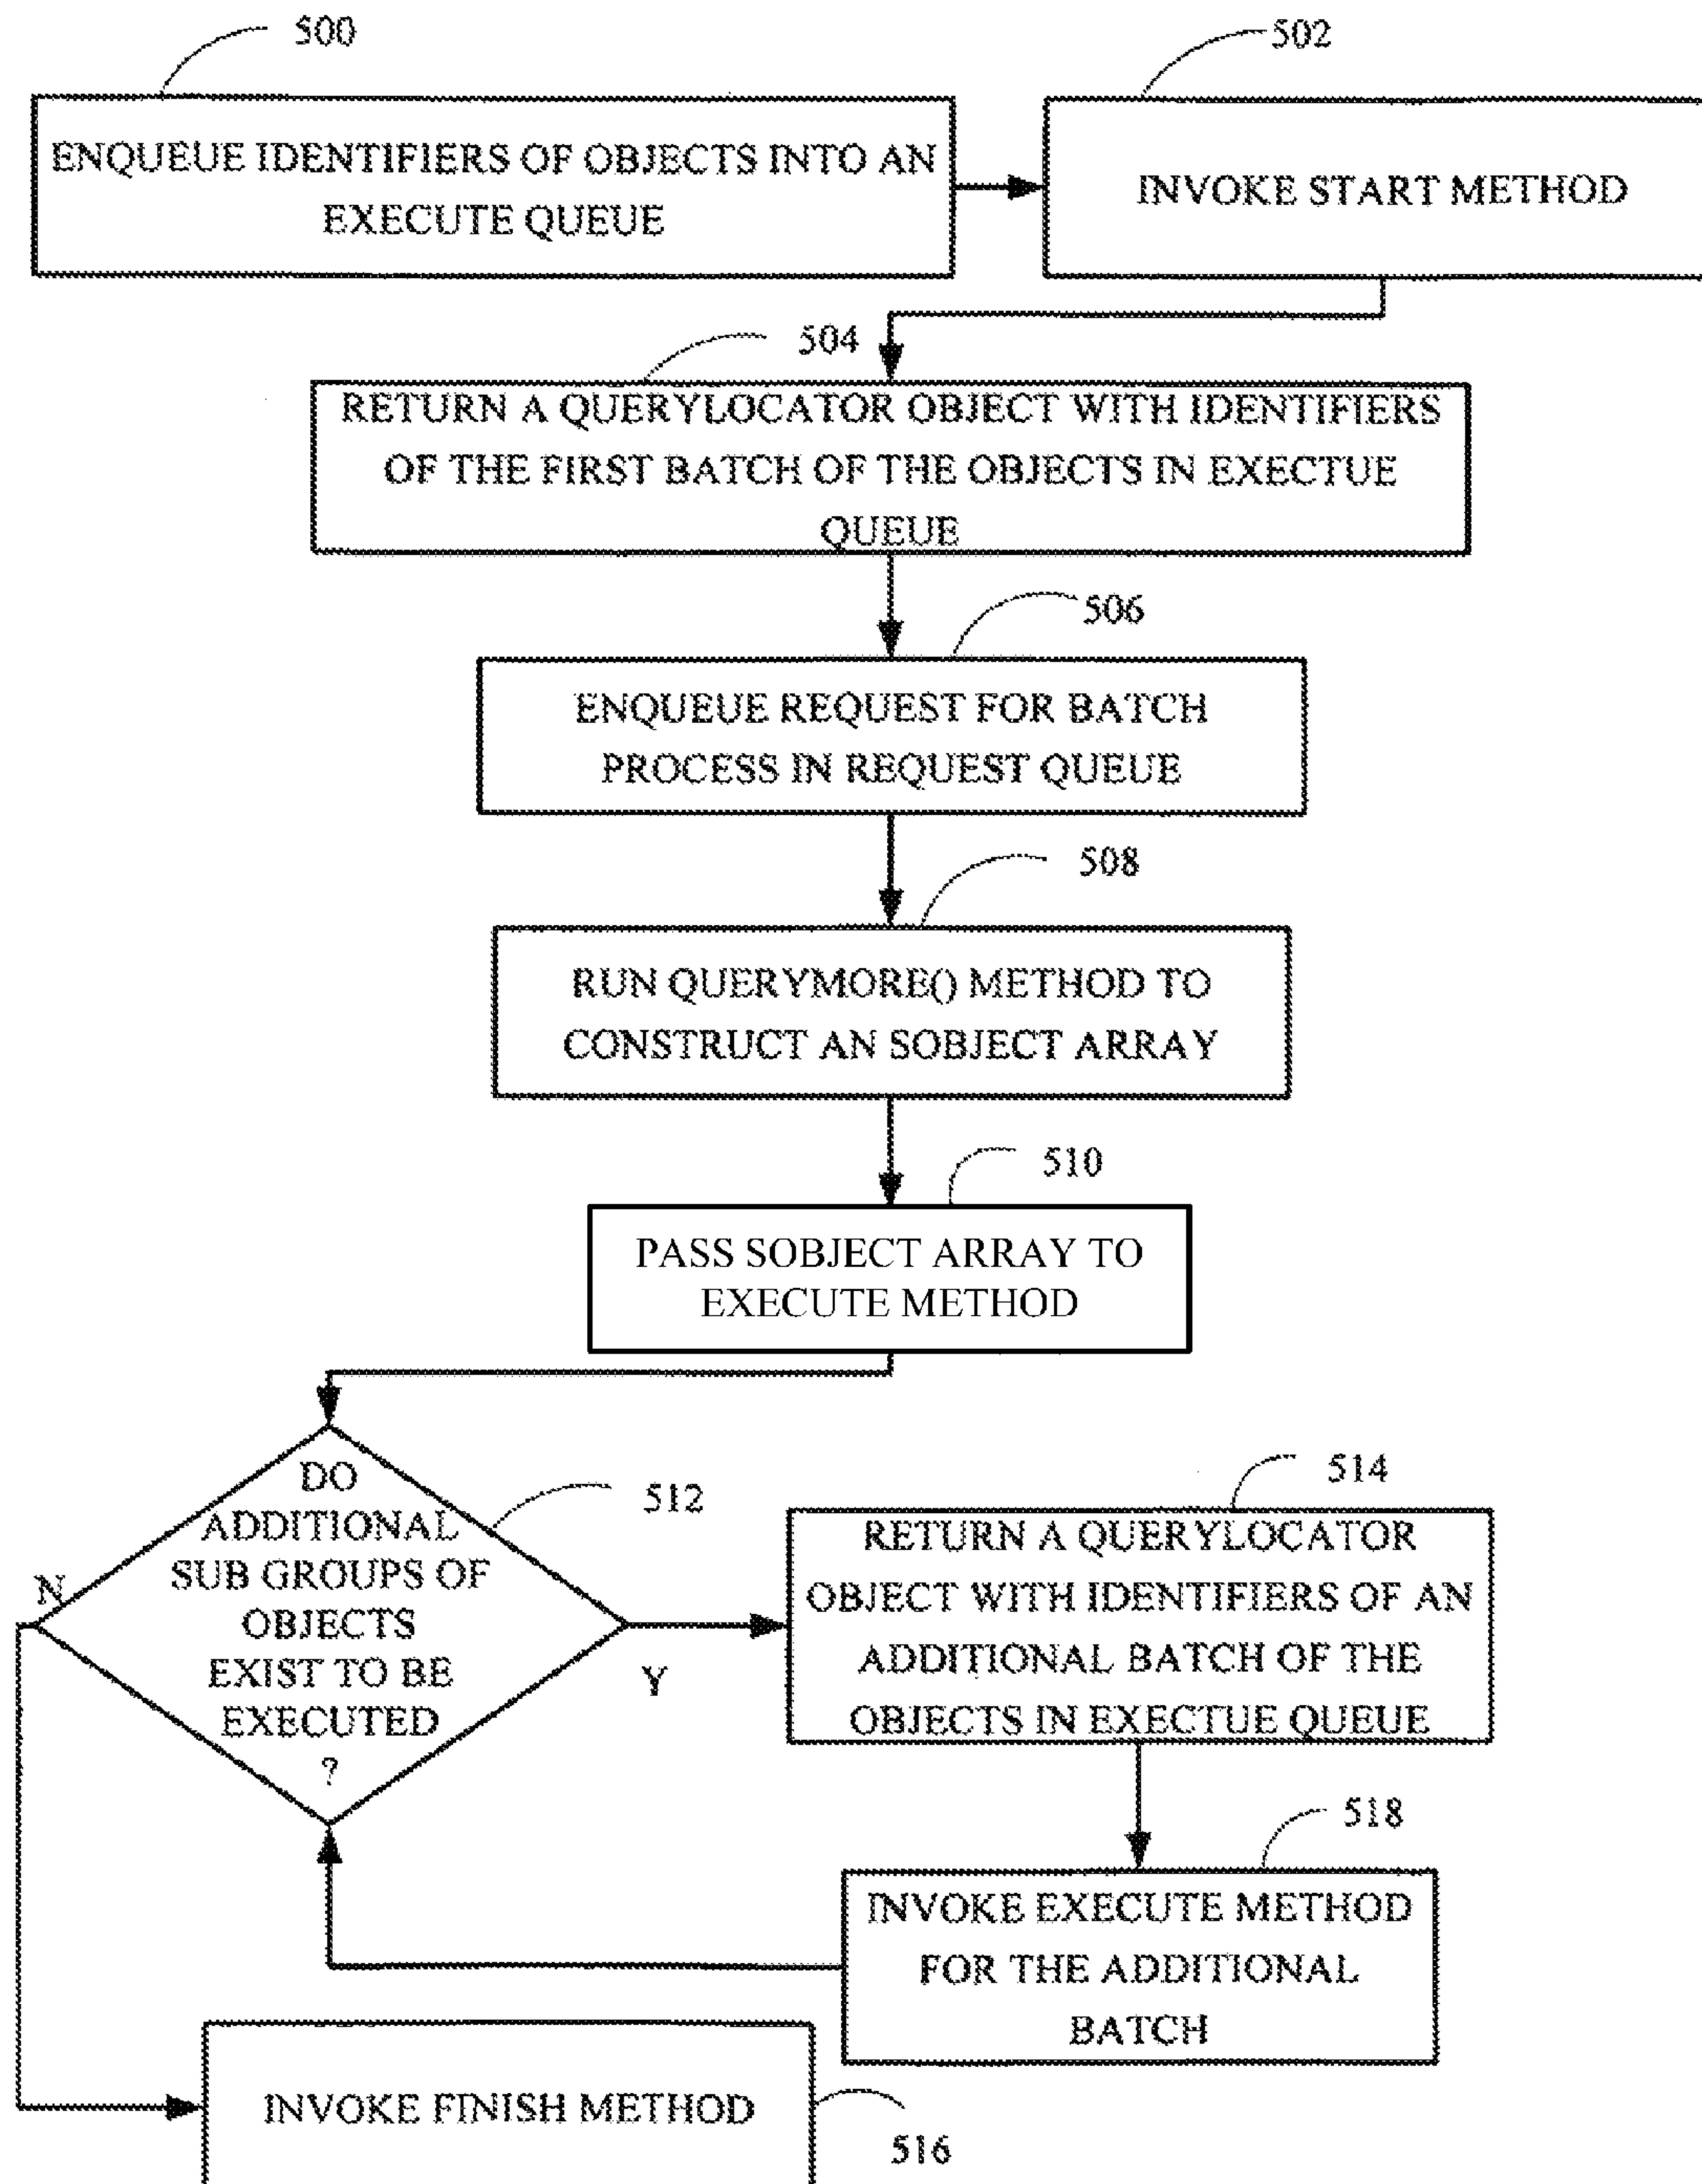 500
502
ENQUEUE IDENTIFIERS OF OBJECTS INTO AN
EXECUTE QUEUE
INVOKE START METHOD
504
RETURN A QUERYLOCATOR OBJECT WITH IDENTIFIERS
OF THE FIRST BATCH OF THE OBJECTS IN EXECTUE
QUEUE
506
ENQUEUE REQUEST FOR BATCH
PROCESS IN REQUEST QUEUE
508
RUN QUERYMORE() METHOD TO
CONSTRUCT AN SOBJECT ARRAY
510
PASS SOBJECT ARRAY TO
EXECUTE METHOD
512
DO
ADDITIONAL
SUB GROUPS OF
OBJECTS
EXIST TO BE
EXECUTED
?
N
Y
514
RETURN A QUERYLOCATOR
OBJECT WITH IDENTIFIERS OF AN
ADDITIONAL BATCH OF THE
OBJECTS IN EXECTUE QUEUE
518
INVOKE EXECUTE METHOD
FOR THE ADDITIONAL
BATCH
INVOKE FINISH METHOD
516